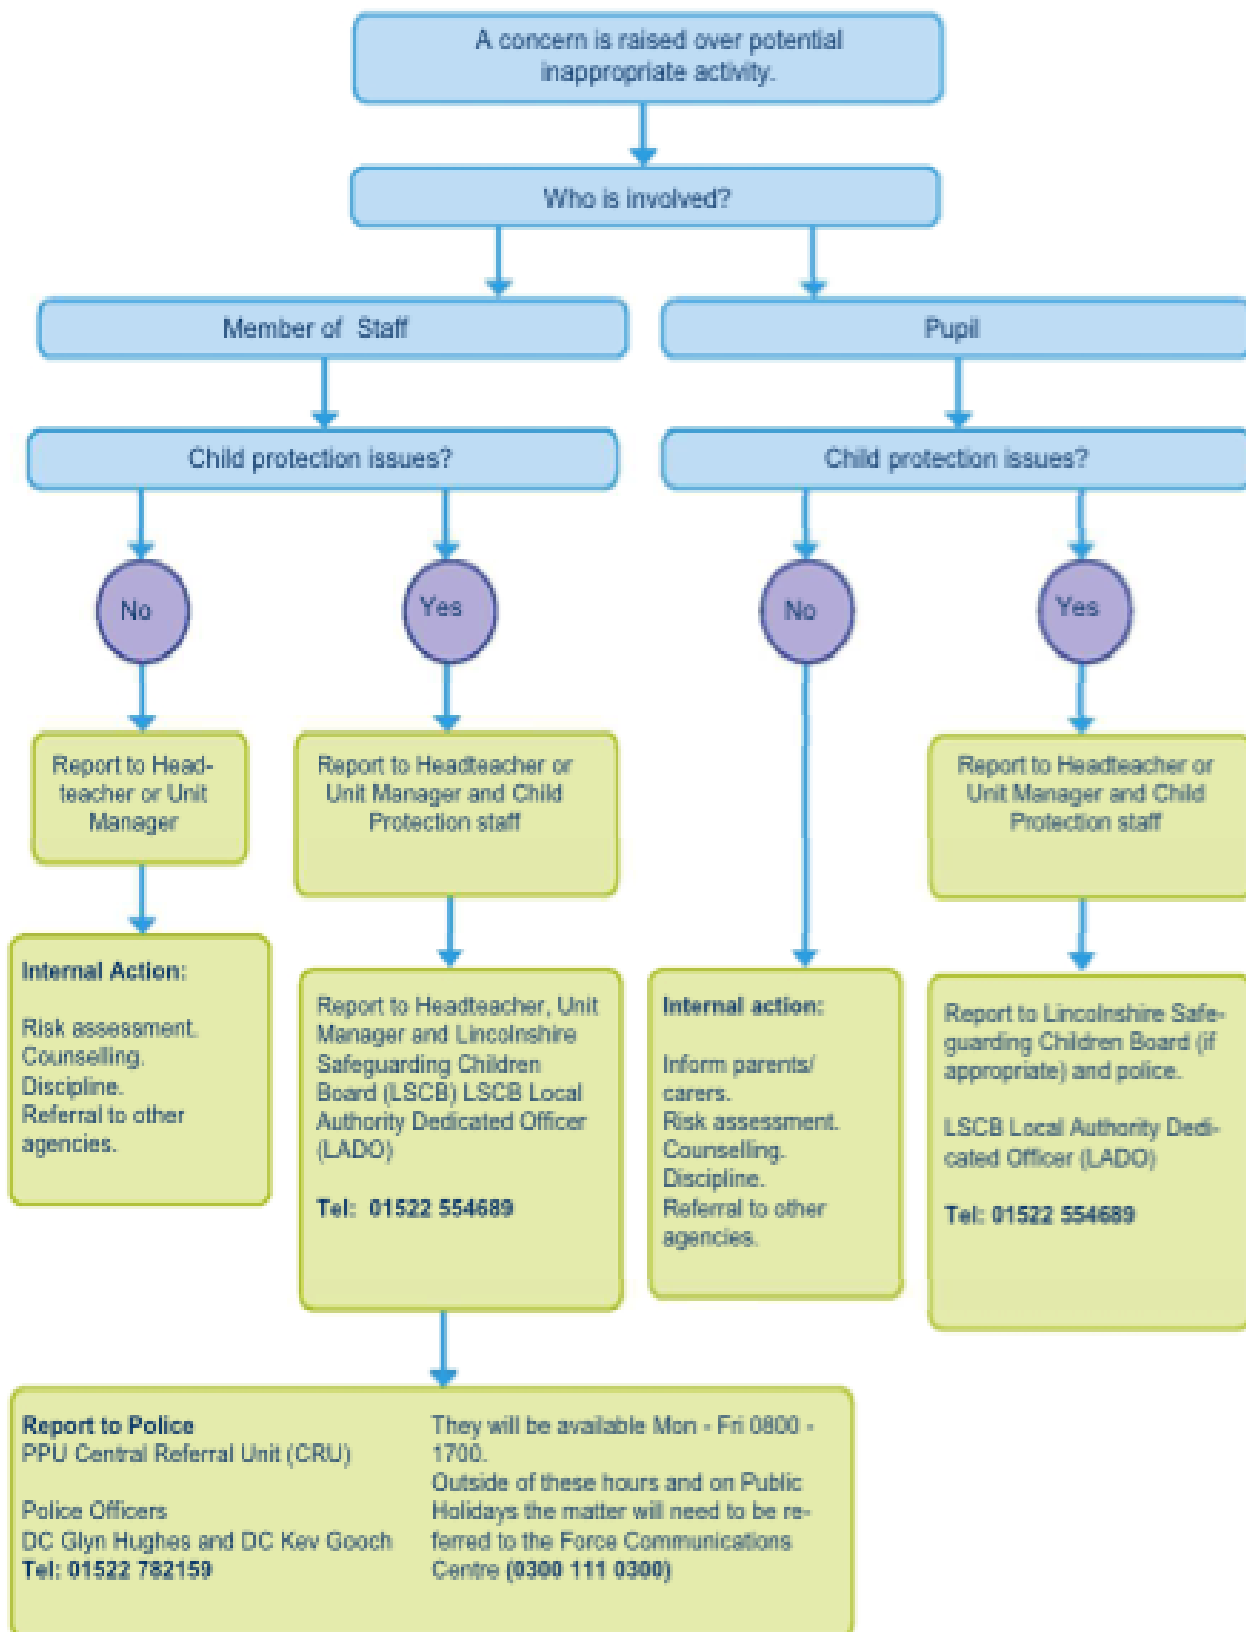 A concern is raised over potential
inappropriate activity.
Who is involved?
Member of Staff
Pupil
Child protection issues?
Child protection issues?
No
Yes
No
Yes
Report to Head-
teacher or Unit
Manager
Report to Headteacher or
Unit Manager and Child
Protection staff
Report to Headteacher or
Unit Manager and Child
Protection staff
Internal Action:
Risk assessment.
Counselling.
Discipline.
Referral to other
agencies.
Report to Headteacher, Unit
Manager and Lincolnshire
Safeguarding Children
Board (LSCB) LSCB Local
Authority Dedicated Officer
(LADO)
Tel: 01522 554689
Internal action:
Inform parents/
carers.
Risk assessment.
Counselling.
Discipline.
Referral to other
agencies.
Report to Lincolnshire Safe-
guarding Children Board (if
appropriate) and police.
LSCB Local Authority Dedi-
cated Officer (LADO)
Tel: 01522 554689
Report to Police
PPU Central Referral Unit (CRU)
Police Officers
DC Glyn Hughes and DC Kev Gooch
Tel: 01522 782159
They will be available Mon - Fri 0800 -
1700.
Outside of these hours and on Public
Holidays the matter will need to be re-
ferred to the Force Communications
Centre (0300 111 0300)